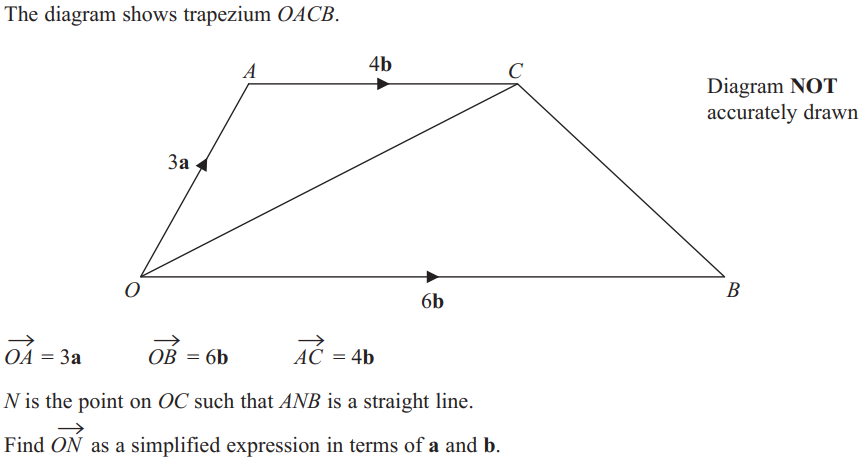 The diagram shows trapezium OACB.
A
4b
C
Diagram NOT
accurately drawn
3a
O
B
6b
OA = 3a OB = 6b AC = 4b
N is the point on OC such that ANB is a straight line.
Find ON as a simplified expression in terms of a and b.